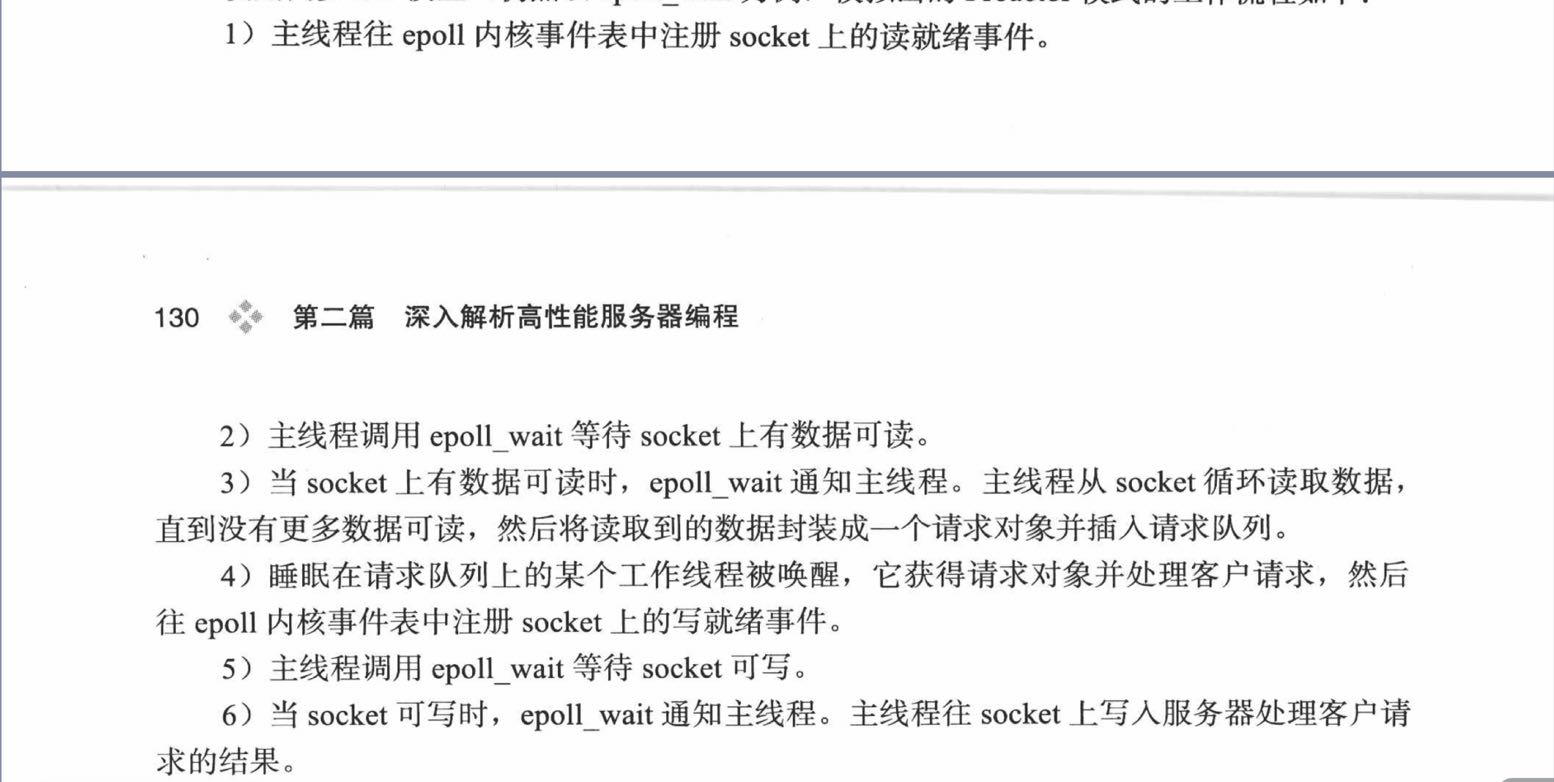 1）主线程往 epoll 内核事件表中注册 socket 上的读就绪事件。
130 第二篇 深入解析高性能服务器编程
2）主线程调用 epoll_wait 等待 socket 上有数据可读。
3）当 socket 上有数据可读时，epoll_wait 通知主线程。主线程从 socket 循环读取数据，
直到没有更多数据可读，然后将读取到的数据封装成一个请求对象并插入请求队列。
4）睡眠在请求队列上的某个工作线程被唤醒，它获得请求对象并处理客户请求，然后
往 epoll 内核事件表中注册 socket 上的写就绪事件。
5）主线程调用 epoll_wait 等待 socket 可写。
6）当 socket 可写时，epoll_wait 通知主线程。主线程往 socket 上写入服务器处理客户请
求的结果。